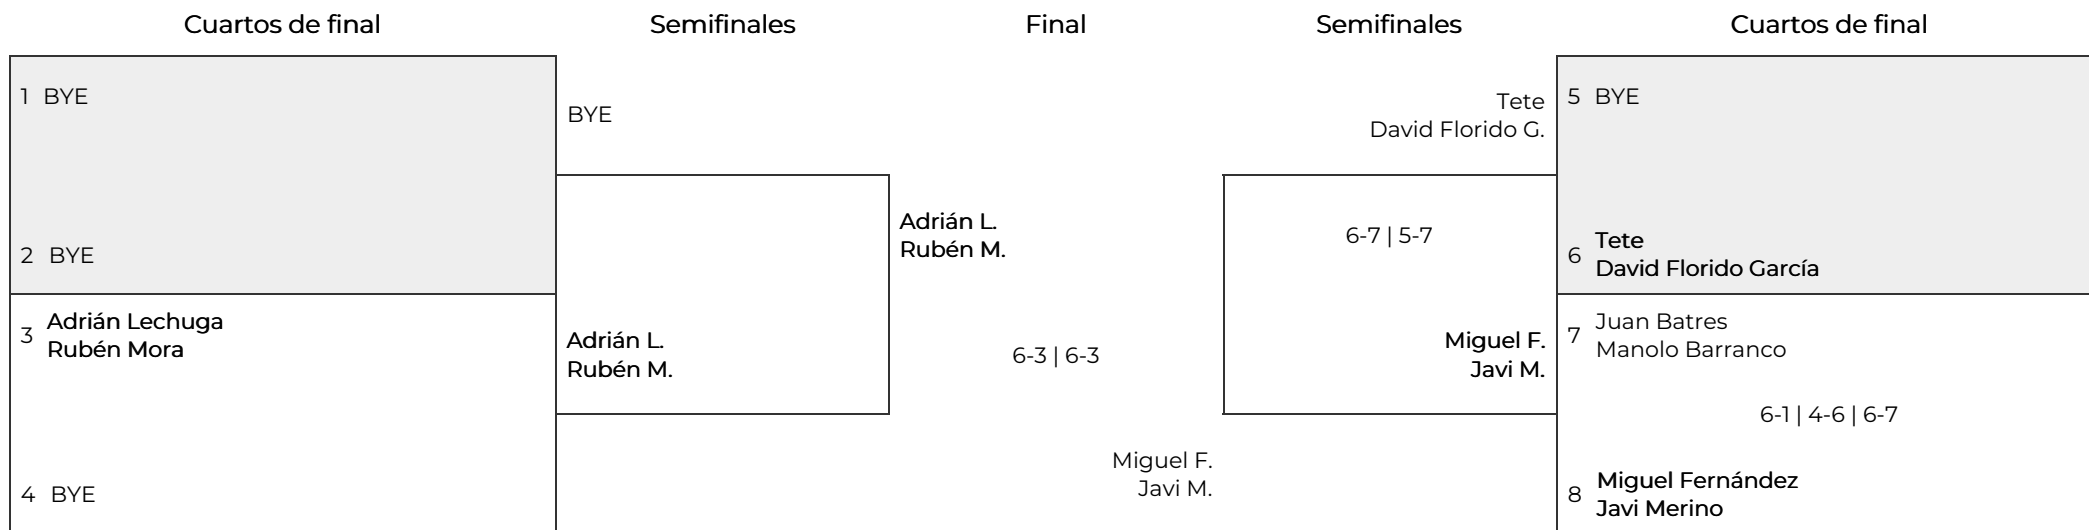 Cuartos de final
Semifinales
Final
Semifinales
Cuartos de final
1 BYE
2 BYE
3 Adrián Lechuga
Rubén Mora
4 BYE
BYE
Adrián L.
Rubén M.
Adrián L.
Rubén M.
6-3 | 6-3
Miguel F.
Javi M.
Tete
David Florido G.
6-7 | 5-7
Miguel F.
Javi M.
5 BYE
6 Tete
David Florido García
7 Juan Batres
Manolo Barranco
6-1 | 4-6 | 6-7
8 Miguel Fernández
Javi Merino